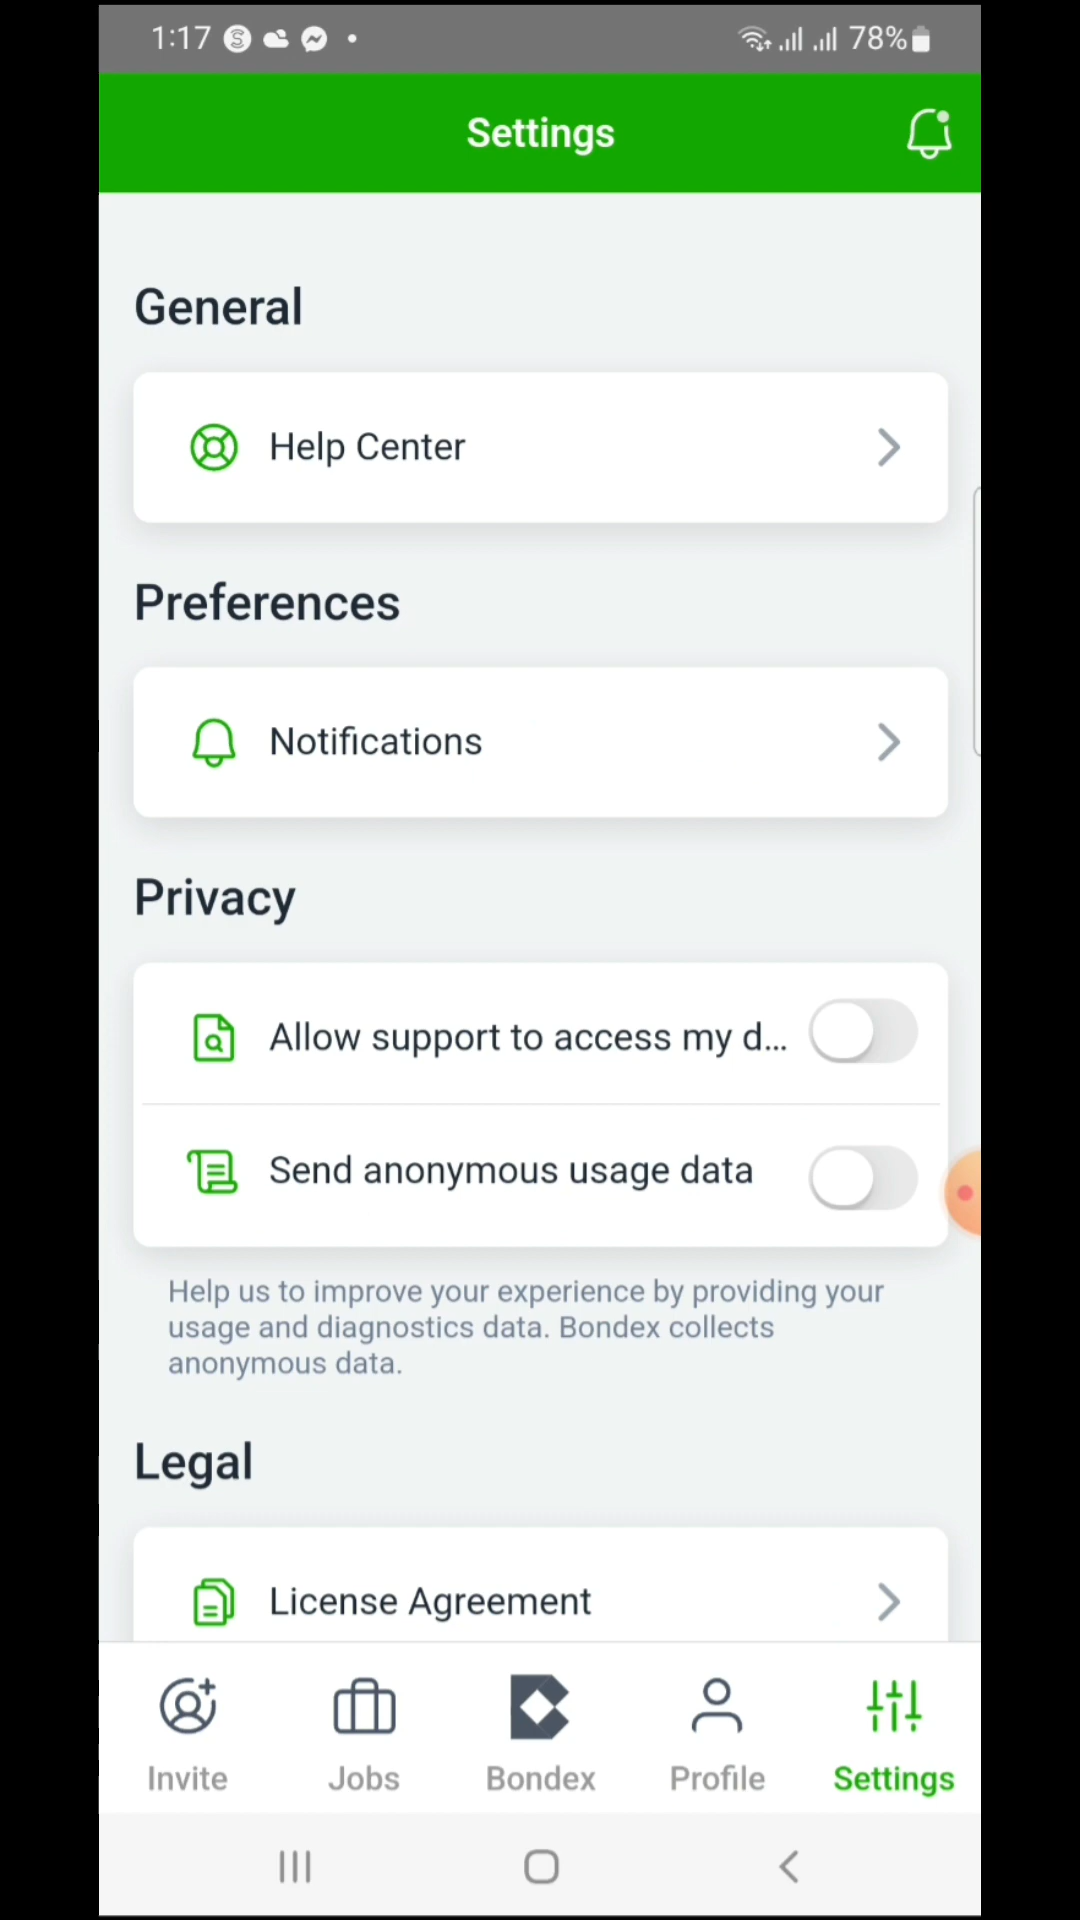 1:17
78%
Settings
General
Help Center
Preferences
Notifications
Privacy
Allow support to access my d...
Send anonymous usage data
Help us to improve your experience by providing your
usage and diagnostics data. Bondex collects
anonymous data.
Legal
License Agreement
Invite
Jobs
Bondex
Profile
Settings